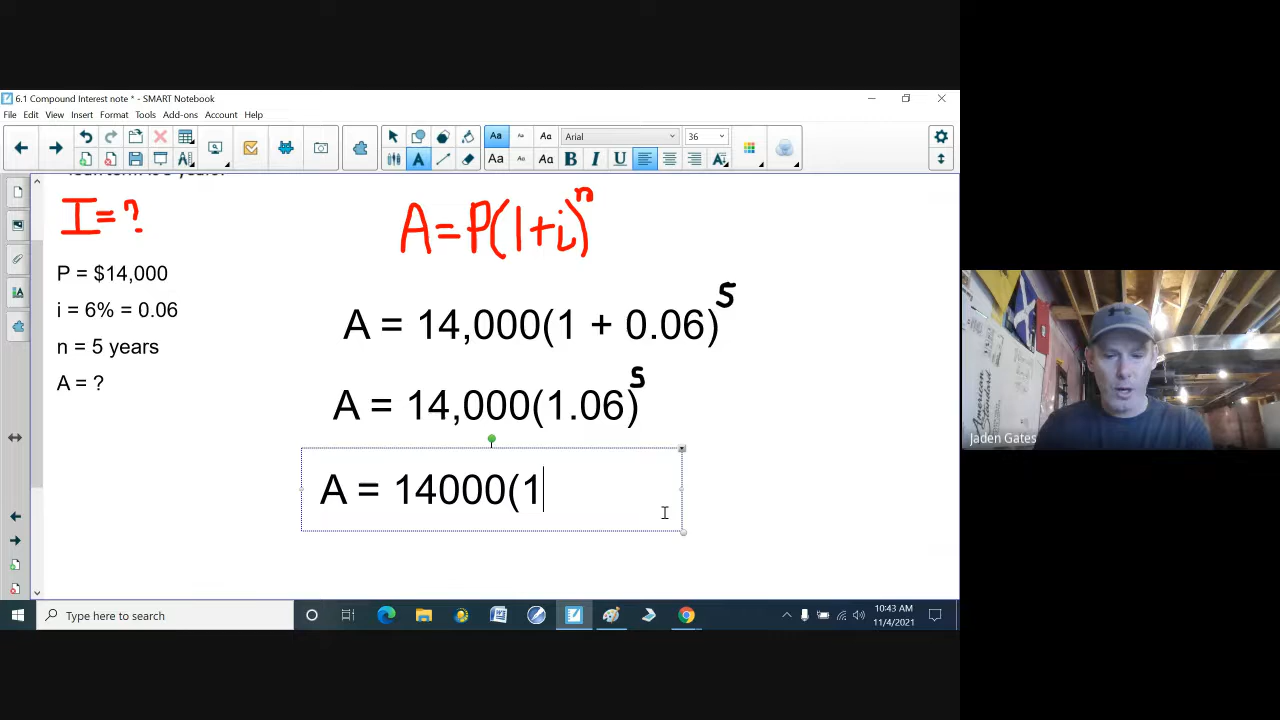 6.1 Compound Interest note * - SMART Notebook
File Edit View Insert Format Tools Add-ons Account Help
Arial 36
I = ?
A = P(1+i)^n
P = $14,000
i = 6% = 0.06
n = 5 years
A = ?
A = 14,000(1 + 0.06)^5
A = 14,000(1.06)^5
A = 14000(1
American Standard
Jaden Gates
Type here to search
10:43 AM
11/4/2021